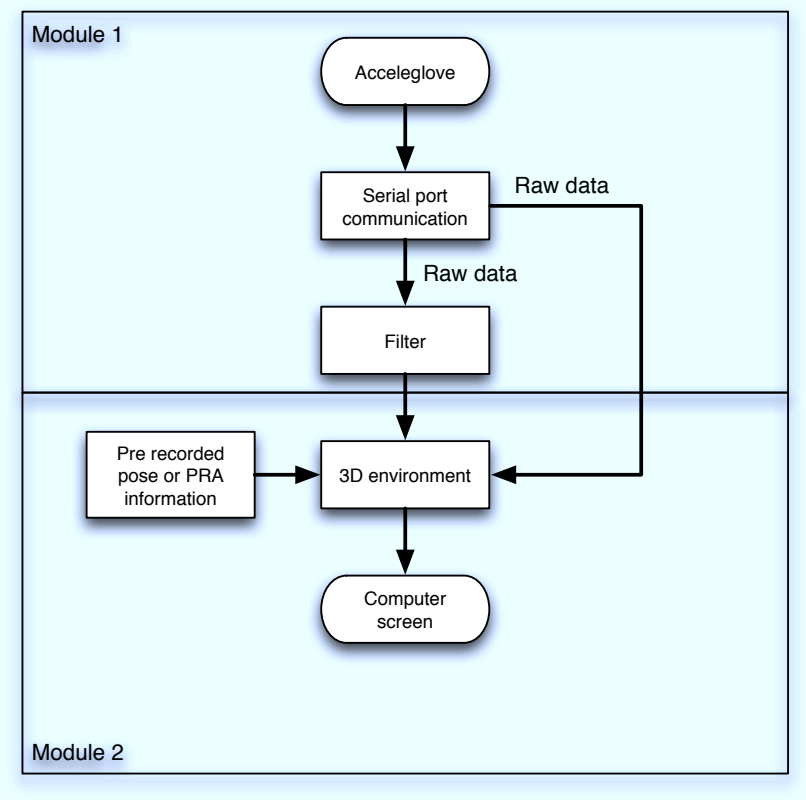 Module 1
Acceleglove
Serial port
communication
Raw data
Raw data
Filter
Pre recorded
pose or PRA
information
3D environment
Computer
screen
Module 2